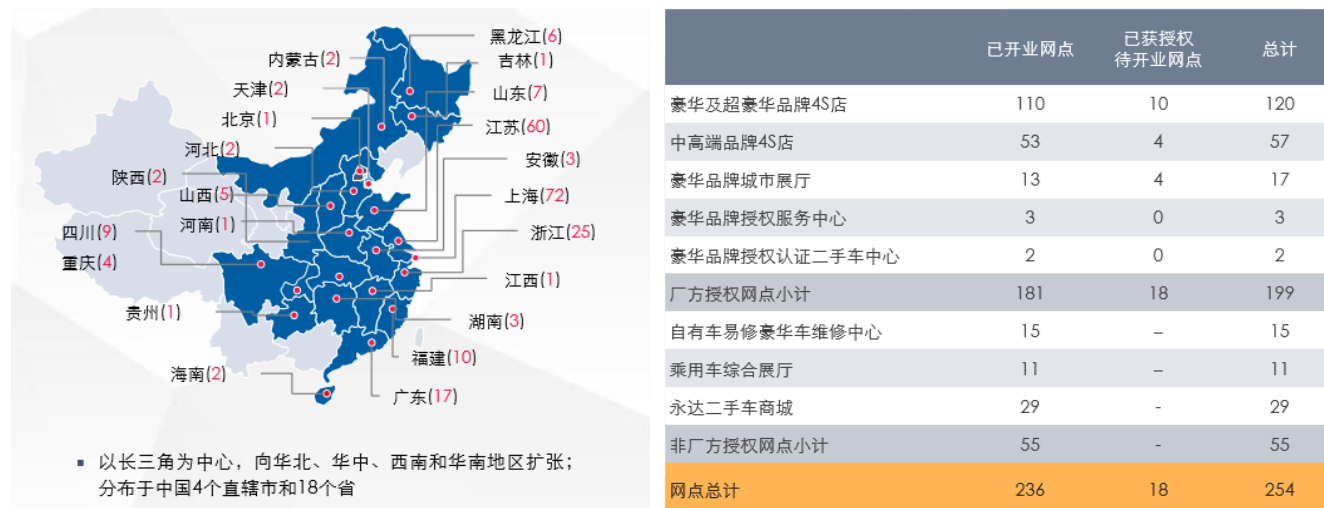 黑龙江(6)
内蒙古(2)
吉林(1)
天津(2)
山东(7)
北京(1)
江苏(60)
河北(2)
安徽(3)
陕西(2)
山西(5)
上海(72)
河南(1)
四川(9)
浙江(25)
重庆(4)
江西(1)
贵州(1)
湖南(3)
福建(10)
海南(2)
广东(17)
▪ 以长三角为中心，向华北、华中、西南和华南地区扩张；
分布于中国4个直辖市和18个省
已开业网点 已获授权 总计
待开业网点
豪华及超豪华品牌4S店 110 10 120
中高端品牌4S店 53 4 57
豪华品牌城市展厅 13 4 17
豪华品牌授权服务中心 3 0 3
豪华品牌授权认证二手车中心 2 0 2
厂方授权网点小计 181 18 199
自有车易修豪华车维修中心 15 – 15
乘用车综合展厅 11 – 11
永达二手车商城 29 - 29
非厂方授权网点小计 55 - 55
网点总计 236 18 254